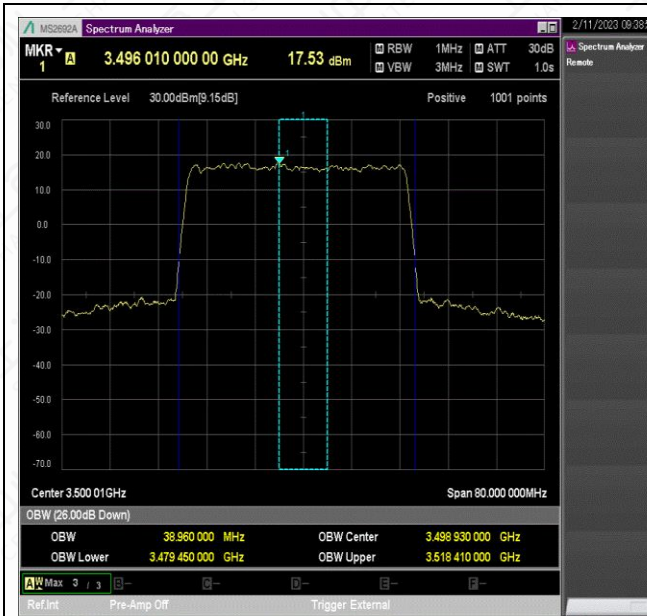 MS2692A Spectrum Analyzer
2/11/2023 09:38:5
Spectrum Analyzer
Remote
MKR
1
A
3.496 010 000 00 GHz
17.53 dBm
M RBW 1MHz
M ATT 30dB
M VBW 3MHz
M SWT 1.0s
Reference Level 30.00dBm[9.15dB]
Positive 1001 points
30.0
20.0
10.0
0.0
-10.0
-20.0
-30.0
-40.0
-50.0
-60.0
-70.0
1
1
Center 3.500 01GHz
Span 80.000 000MHz
OBW (26.00dB Down)
OBW 38.960 000 MHz
OBW Center 3.498 930 000 GHz
OBW Lower 3.479 450 000 GHz
OBW Upper 3.518 410 000 GHz
A W Max 3 / 3 B- C- D- E- F-
Ref.Int Pre-Amp Off Trigger External